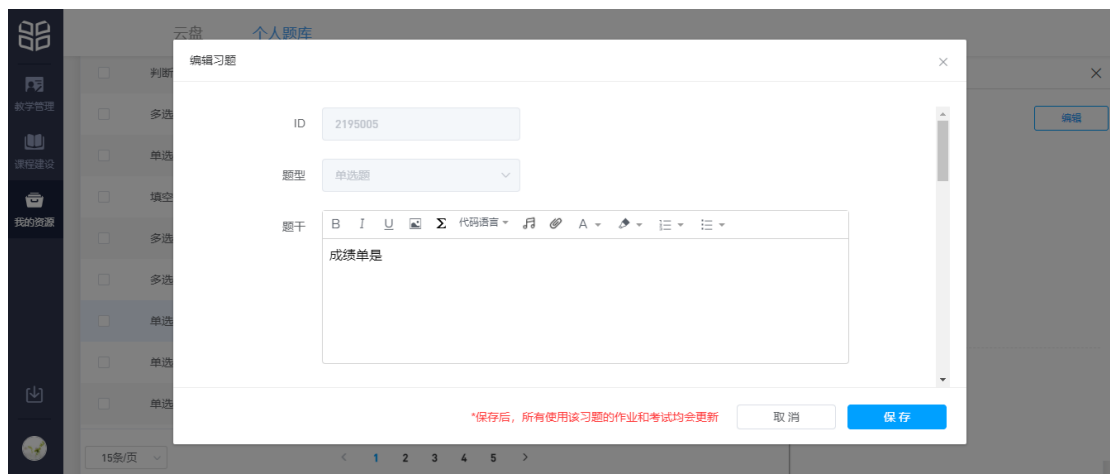 云盘 个人题库
编辑习题
教学管理
课程建设
我的资源
判断
多选
单选
填空
多选
多选
单选
单选
单选
ID 2195005
题型 单选题
题干 B I U Σ 代码语言 A
成绩单是
编辑
*保存后，所有使用该习题的作业和考试均会更新 取消 保存
15条/页 < 1 2 3 4 5 >